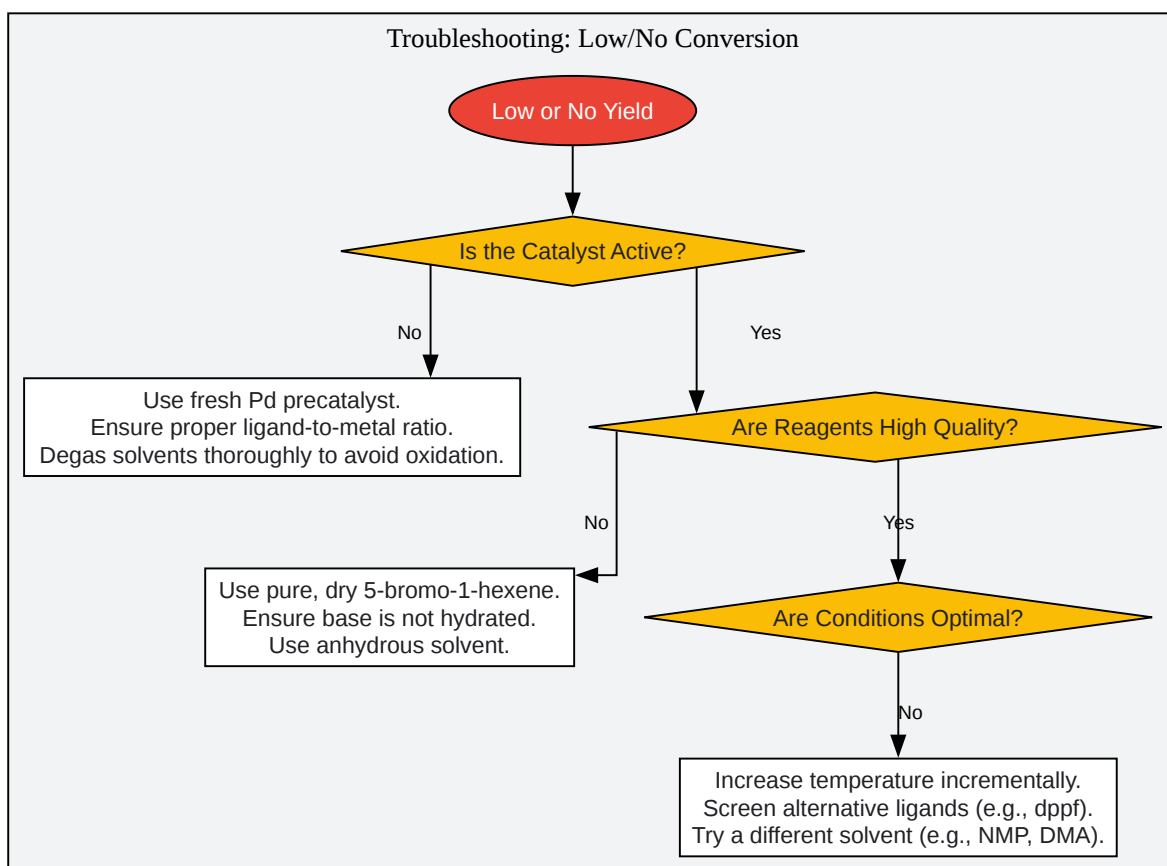 Troubleshooting: Low/No Conversion
Low or No Yield
Is the Catalyst Active?
No
Yes
Use fresh Pd precatalyst.
Ensure proper ligand-to-metal ratio.
Degas solvents thoroughly to avoid oxidation.
Are Reagents High Quality?
No
Yes
Use pure, dry 5-bromo-1-hexene.
Ensure base is not hydrated.
Use anhydrous solvent.
Are Conditions Optimal?
No
Increase temperature incrementally.
Screen alternative ligands (e.g., dppf).
Try a different solvent (e.g., NMP, DMA).